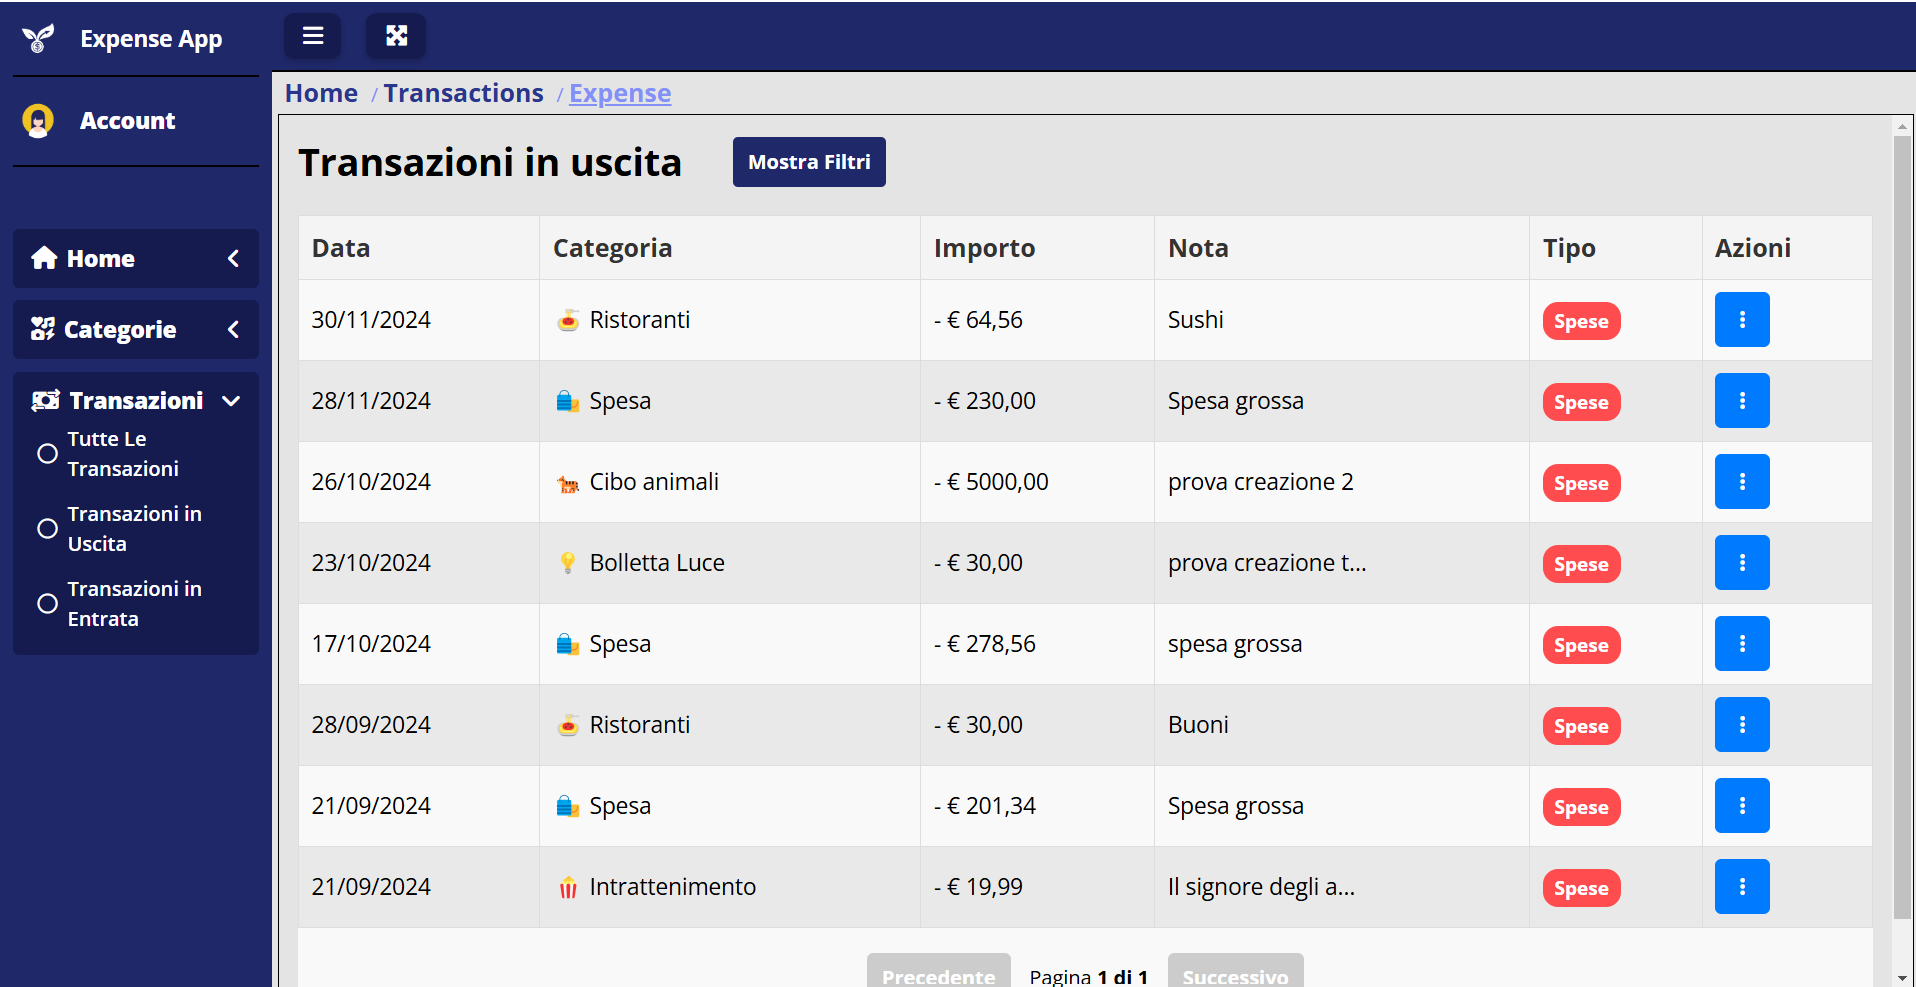 Expense App
Account
Home
Categorie
Transazioni
Tutte Le
Transazioni
Transazioni in
Uscita
Transazioni in
Entrata
Home / Transactions / Expense
Transazioni in uscita
Mostra Filtri
Data Categoria Importo Nota Tipo Azioni
30/11/2024 Ristoranti - € 64,56 Sushi Spese
28/11/2024 Spesa - € 230,00 Spesa grossa Spese
26/10/2024 Cibo animali - € 5000,00 prova creazione 2 Spese
23/10/2024 Bolletta Luce - € 30,00 prova creazione t... Spese
17/10/2024 Spesa - € 278,56 spesa grossa Spese
28/09/2024 Ristoranti - € 30,00 Buoni Spese
21/09/2024 Spesa - € 201,34 Spesa grossa Spese
21/09/2024 Intrattenimento - € 19,99 Il signore degli a... Spese
Precedente Pagina 1 di 1 Successivo